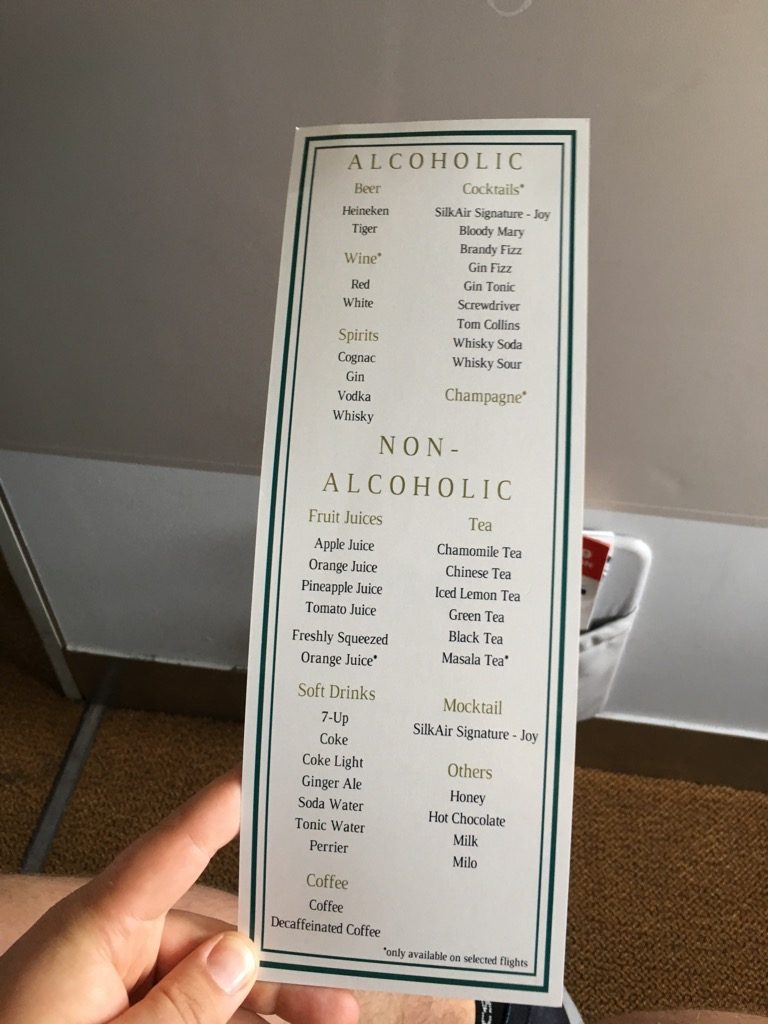 ALCOHOLIC
Beer
Heineken
Tiger
Wine*
Red
White
Spirits
Cognac
Gin
Vodka
Whisky
Cocktails*
SilkAir Signature - Joy
Bloody Mary
Brandy Fizz
Gin Fizz
Gin Tonic
Screwdriver
Tom Collins
Whisky Soda
Whisky Sour
Champagne*
NON-
ALCOHOLIC
Fruit Juices
Apple Juice
Orange Juice
Pineapple Juice
Tomato Juice
Freshly Squeezed
Orange Juice*
Soft Drinks
7-Up
Coke
Coke Light
Ginger Ale
Soda Water
Tonic Water
Perrier
Coffee
Coffee
Decaffeinated Coffee
Tea
Chamomile Tea
Chinese Tea
Iced Lemon Tea
Green Tea
Black Tea
Masala Tea*
Mocktail
SilkAir Signature - Joy
Others
Honey
Hot Chocolate
Milk
Milo
*only available on selected flights